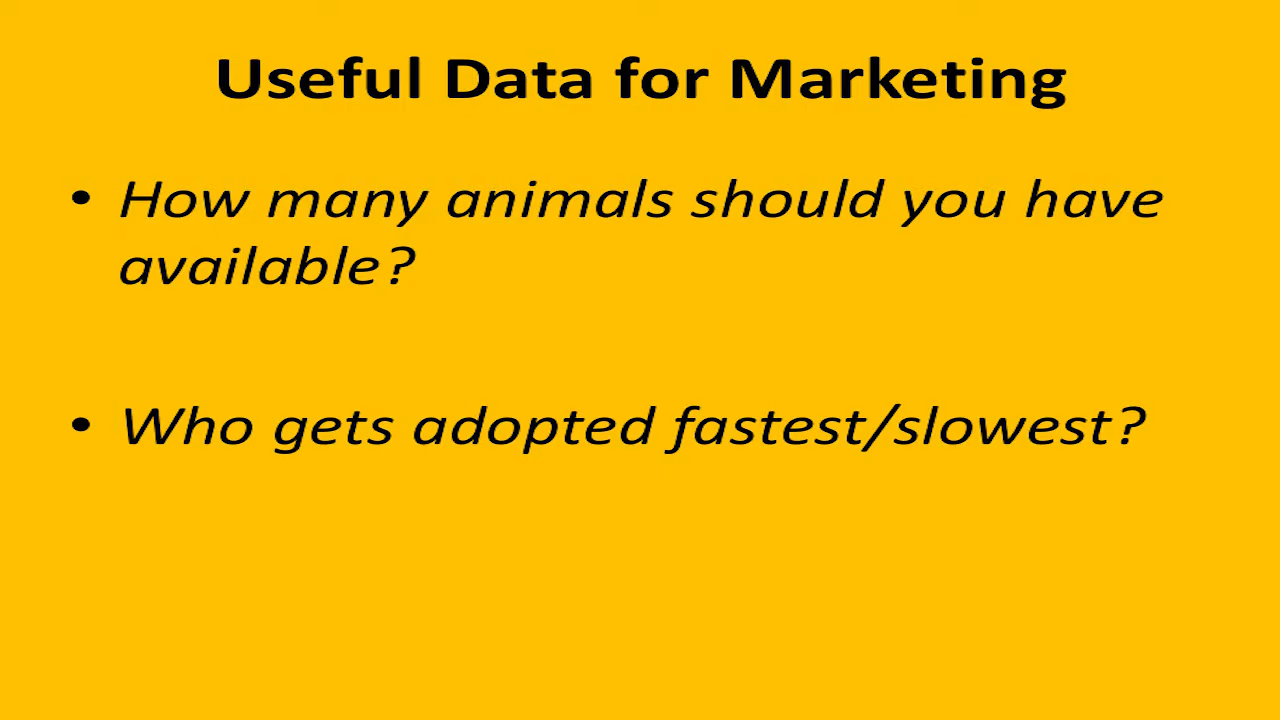 Useful Data for Marketing
• How many animals should you have
available?
• Who gets adopted fastest/slowest?